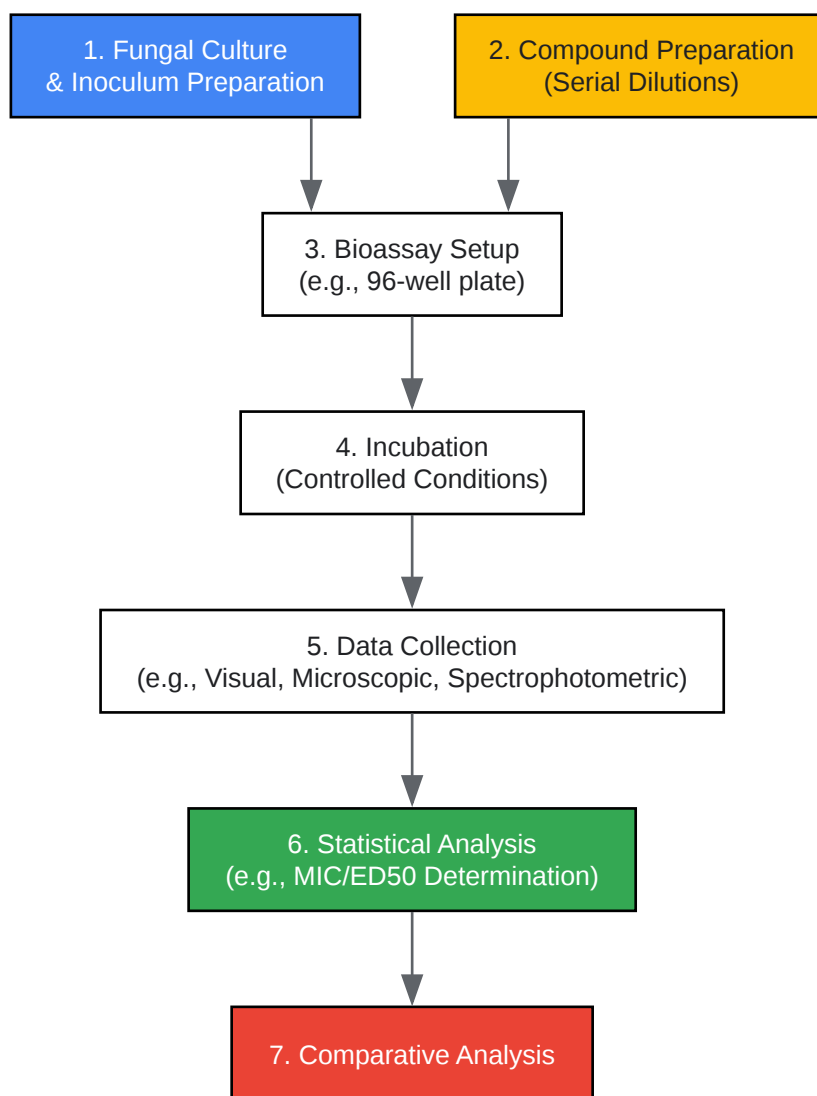 1. Fungal Culture
& Inoculum Preparation
2. Compound Preparation
(Serial Dilutions)
3. Bioassay Setup
(e.g., 96-well plate)
4. Incubation
(Controlled Conditions)
5. Data Collection
(e.g., Visual, Microscopic, Spectrophotometric)
6. Statistical Analysis
(e.g., MIC/ED50 Determination)
7. Comparative Analysis